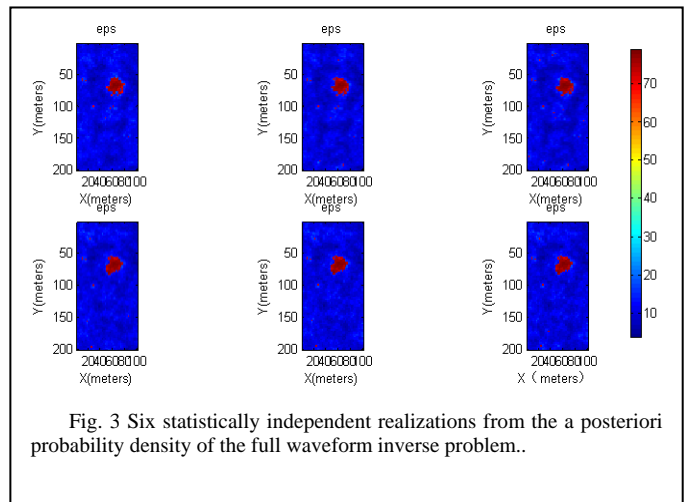 eps eps eps
50
100
150
200
Y(meters)
20406080100
X(meters)
50
100
150
200
Y(meters)
20406080100
X(meters)
50
100
150
200
Y(meters)
20406080100
X(meters)
eps eps eps
50
100
150
200
Y(meters)
20406080100
X(meters)
50
100
150
200
Y(meters)
20406080100
X(meters)
50
100
150
200
Y(meters)
20406080100
X（meters）
70
60
50
40
30
20
10
Fig. 3 Six statistically independent realizations from the a posteriori
probability density of the full waveform inverse problem..